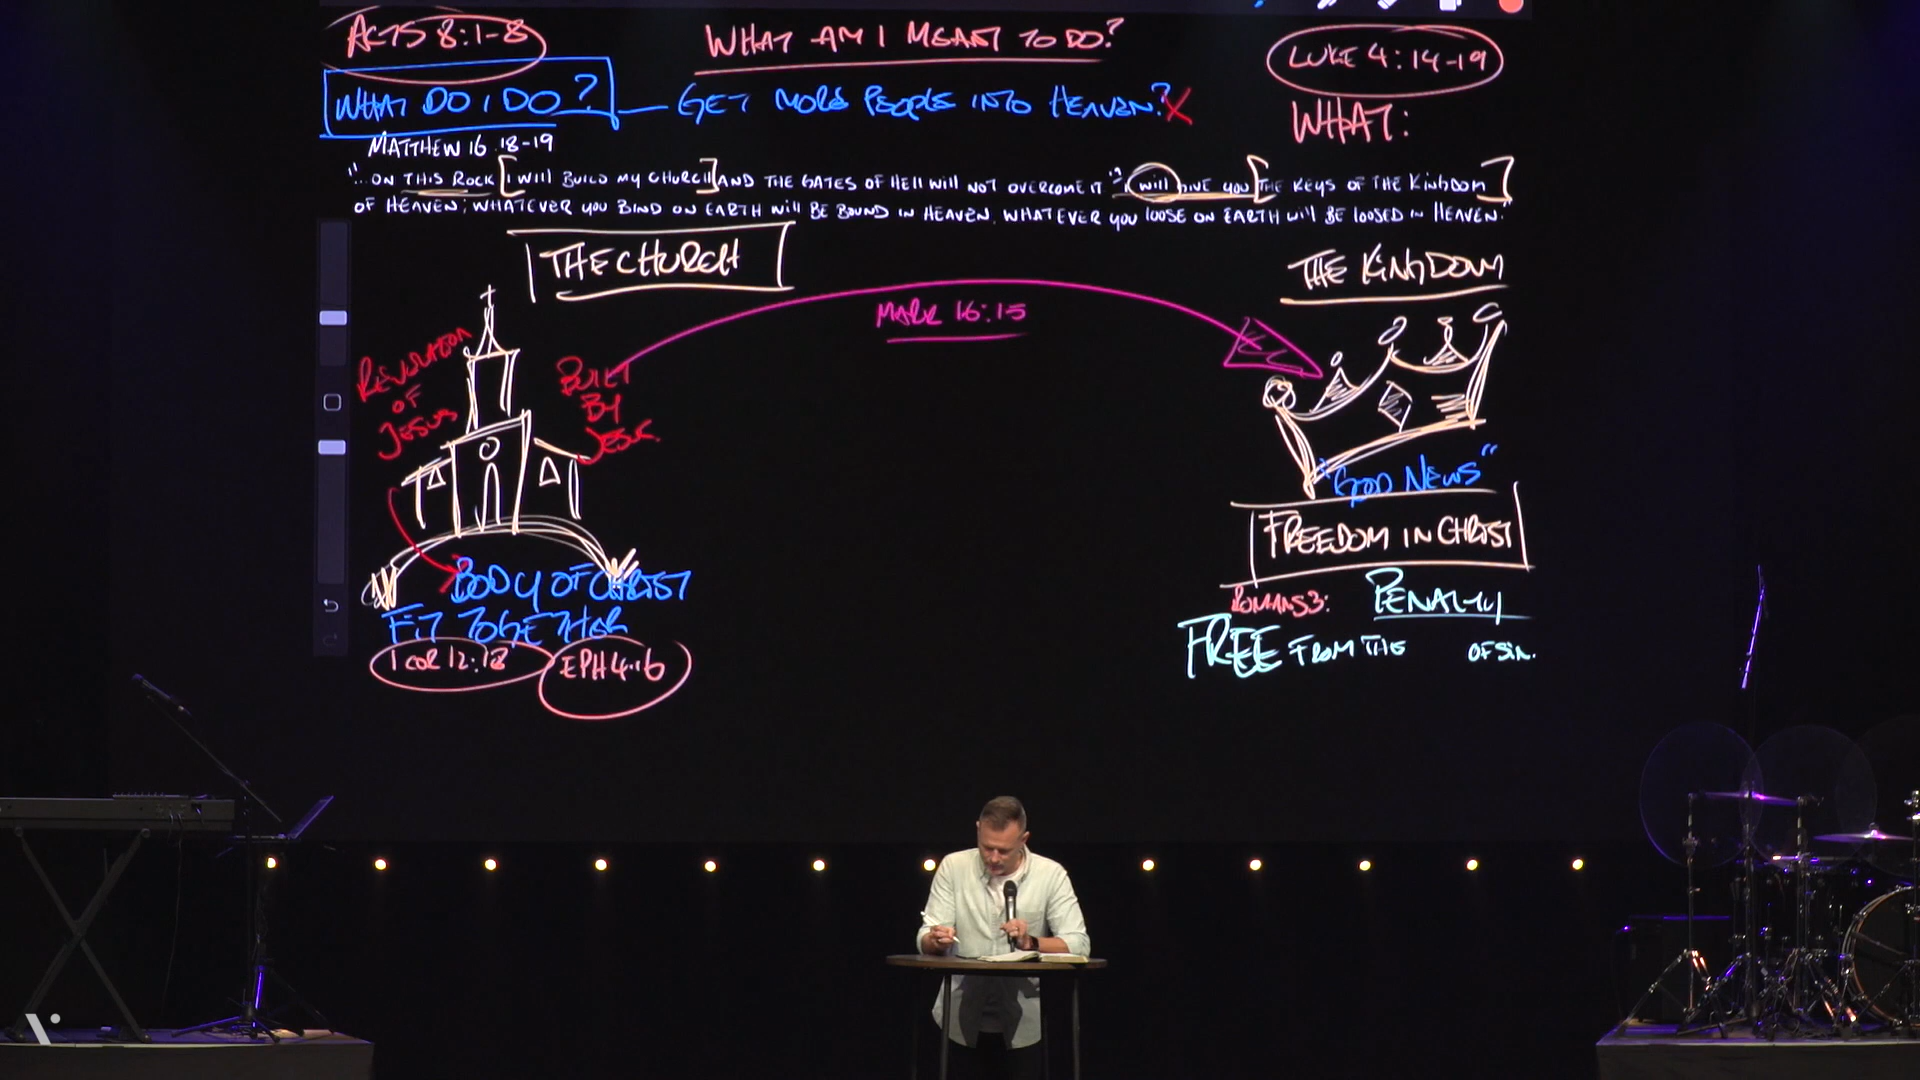 ACTS 8:1-8
WHAT AM I MEANT TO DO?
LUKE 4:14-19
WHAT DO I DO?
GET MORE PEOPLE INTO HEAVEN? X
WHAT:
MATTHEW 16:18-19
"...ON THIS ROCK [I WILL BUILD MY CHURCH] AND THE GATES OF HELL WILL NOT OVERCOME IT "I WILL GIVE YOU [THE KEYS OF THE KINGDOM]
OF HEAVEN; WHATEVER YOU BIND ON EARTH WILL BE BOUND IN HEAVEN, WHATEVER YOU LOOSE ON EARTH WILL BE LOOSED IN HEAVEN."
THE CHURCH
THE KINGDOM
MARK 16:15
REVELATION
OF
JESUS
BUILT
BY
JESUS.
"GOOD NEWS"
FREEDOM IN CHRIST
BODY OF CHRIST
FIT TOGETHER
1 COR 12:18
EPH 4:16
ROMANS 3:
PENALTY
FREE FROM THE OF SIN.